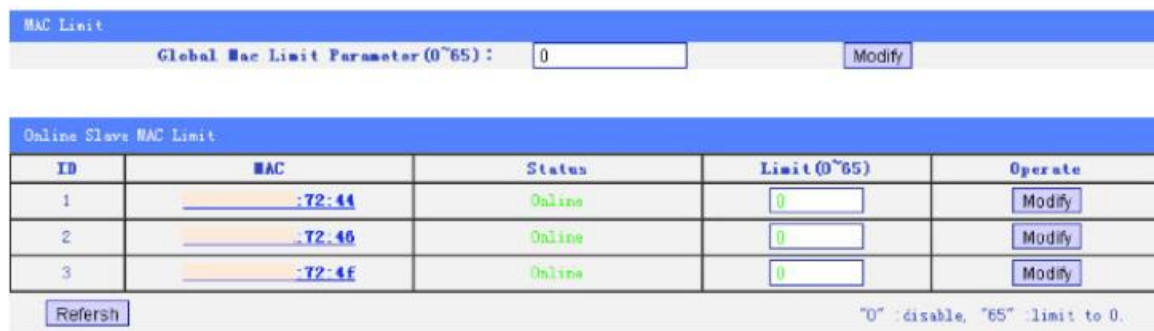 MAC Limit
Global Mac Limit Parameter(0~65): 0 Modify
Online Slave MAC Limit
ID MAC Status Limit(0~65) Operate
1 :72:44 Online 0 Modify
2 :72:46 Online 0 Modify
3 :72:4f Online 0 Modify
Refersh "0" :disable, "65" :limit to 0.